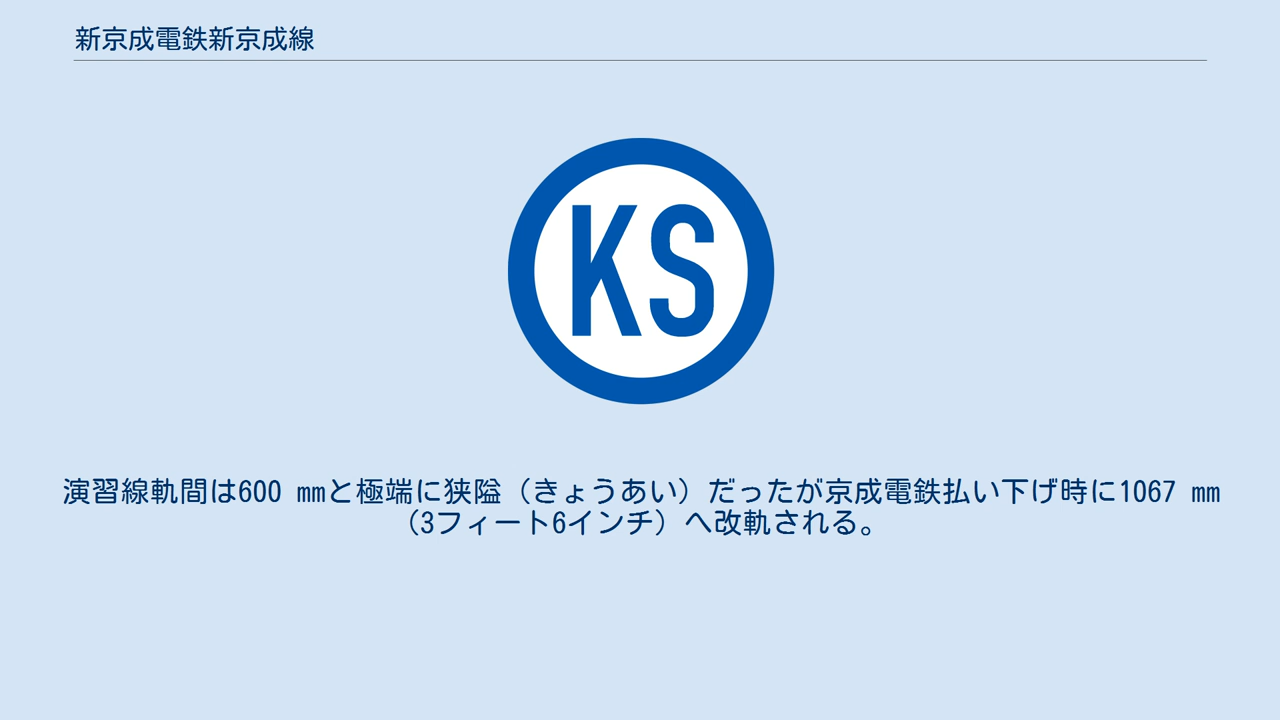 新京成電鉄新京成線
KS
演習線軌間は600 mmと極端に狭隘（きょうあい）だったが京成電鉄払い下げ時に1067 mm
（3フィート6インチ）へ改軌される。